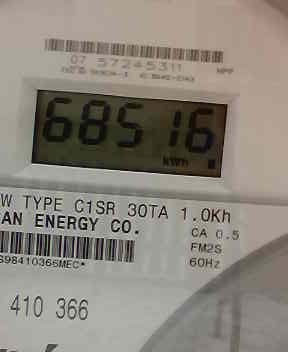 07 57245311
68516
kWh
W TYPE C1SR 30TA 1.0Kh
AN ENERGY CO.
CA 0.5
FM2S
60Hz
S98410366MEC*
410 366